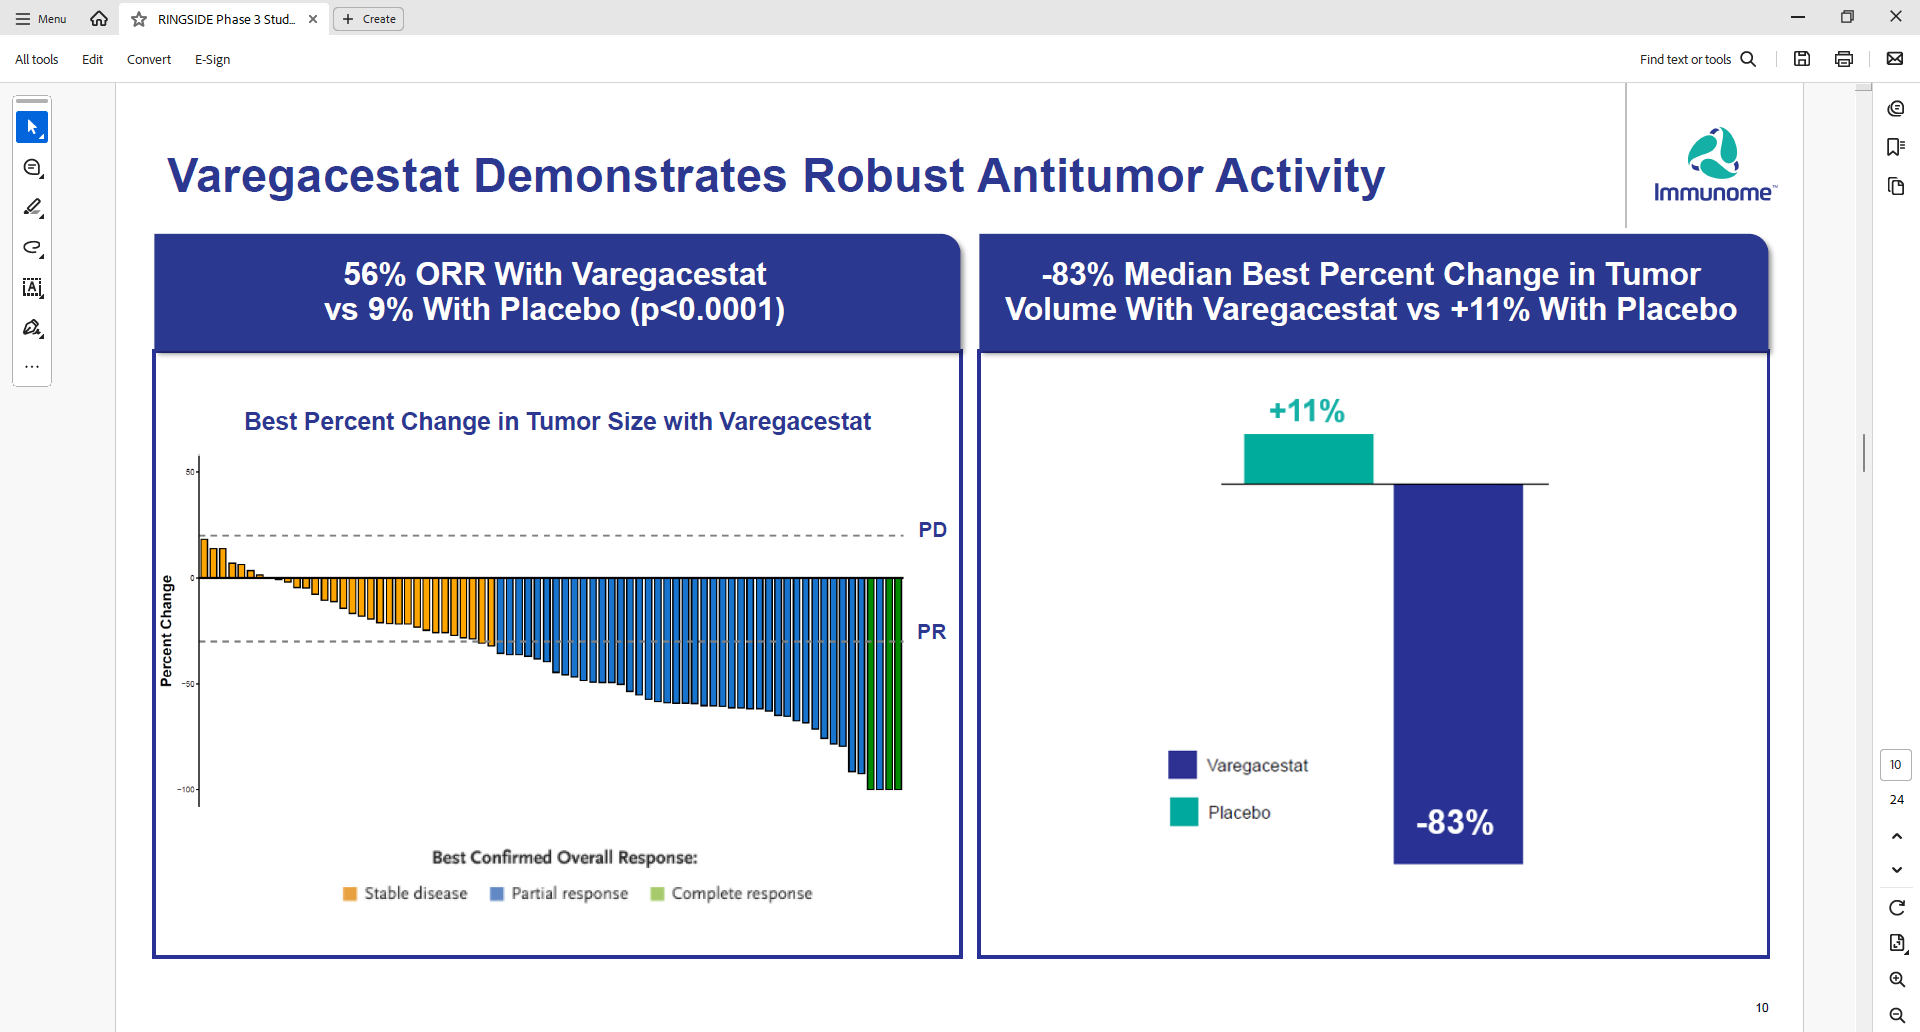 Menu
RINGSIDE Phase 3 Stud...
Create
All tools
Edit
Convert
E-Sign
Find text or tools
Varegacestat Demonstrates Robust Antitumor Activity
Immunome™
56% ORR With Varegacestat
vs 9% With Placebo (p<0.0001)
Best Percent Change in Tumor Size with Varegacestat
Percent Change
50
0
−50
−100
PD
PR
Best Confirmed Overall Response:
Stable disease
Partial response
Complete response
-83% Median Best Percent Change in Tumor
Volume With Varegacestat vs +11% With Placebo
+11%
-83%
Varegacestat
Placebo
10
10
24